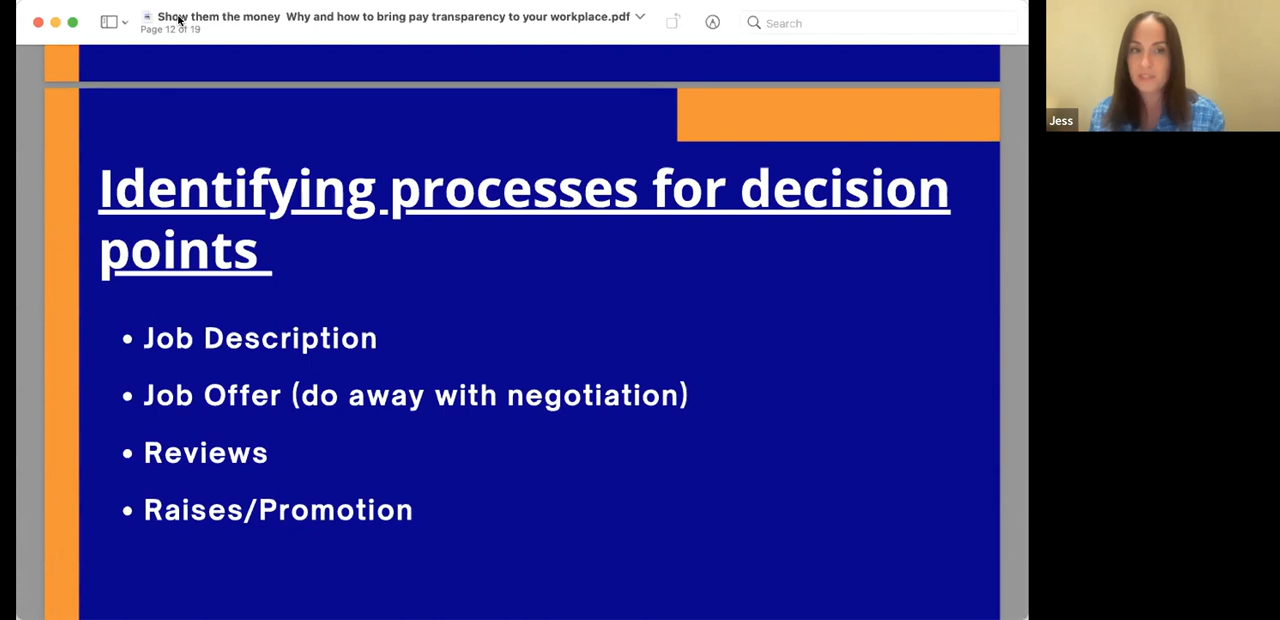 Show them the money  Why and how to bring pay transparency to your workplace.pdf
Page 12 of 19
Search
Jess
Identifying processes for decision
points
• Job Description
• Job Offer (do away with negotiation)
• Reviews
• Raises/Promotion